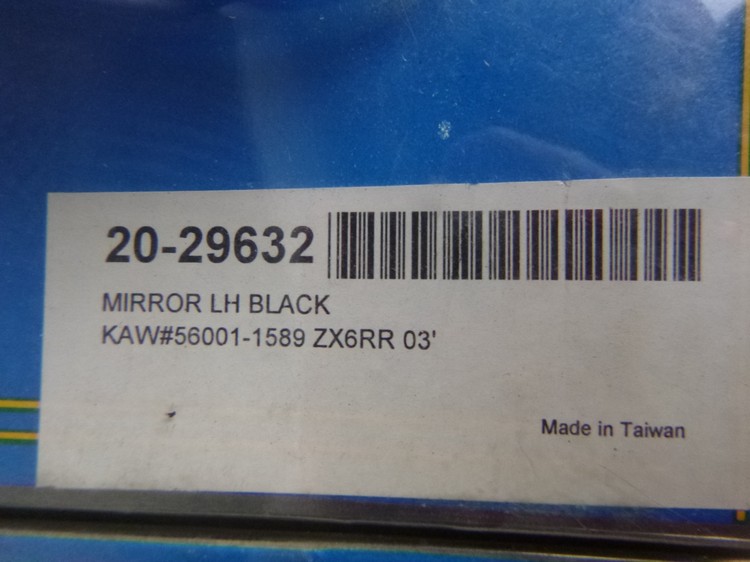 20-29632
MIRROR LH BLACK
KAW#56001-1589 ZX6RR 03'
Made in Taiwan